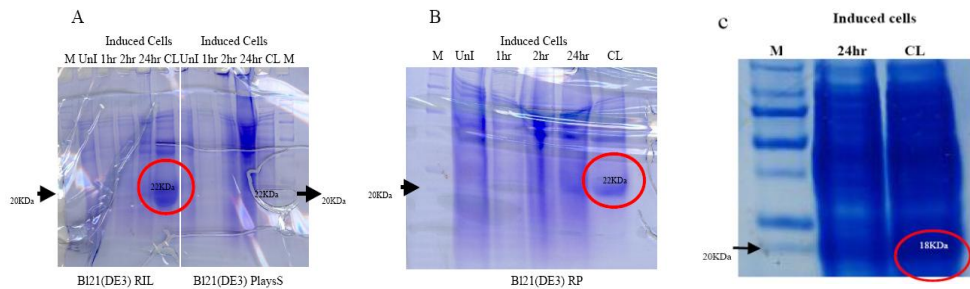 A
Induced Cells Induced Cells
M UnI 1hr 2hr 24hr CL UnI 1hr 2hr 24hr CL M
22KDa
22KDa
20KDa
20KDa
Bl21(DE3) RIL Bl21(DE3) PlaysS
B
Induced Cells
M UnI 1hr 2hr 24hr CL
22KDa
Bl21(DE3) RP
c
Induced cells
M 24hr CL
18KDa
20KDa